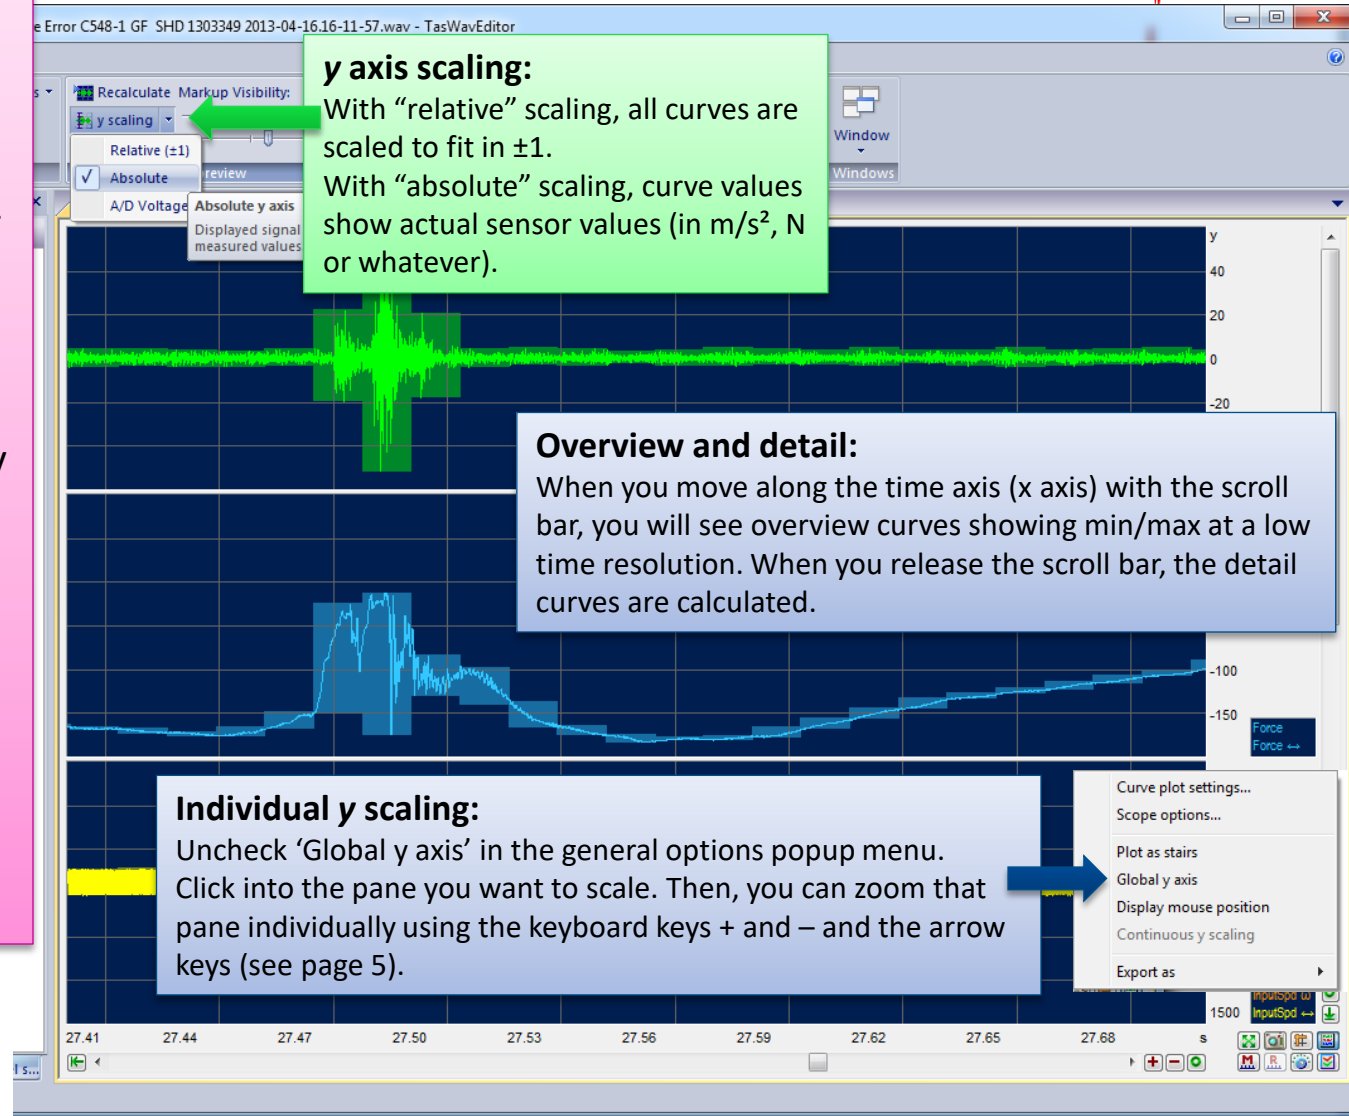 e Error C548-1 GF SHD 1303349 2013-04-16.16-11-57.wav - TasWavEditor
s
Recalculate Markup Visibility:
y scaling
Relative (±1)
Absolute
A/D Voltage
review
Absolute y axis
Displayed signal
measured values
y axis scaling:
With “relative” scaling, all curves are
scaled to fit in ±1.
With “absolute” scaling, curve values
show actual sensor values (in m/s², N
or whatever).
Window
Windows
y
40
20
0
-20
y
Overview and detail:
When you move along the time axis (x axis) with the scroll
bar, you will see overview curves showing min/max at a low
time resolution. When you release the scroll bar, the detail
curves are calculated.
-100
-150
Force
Force ↔
Individual y scaling:
Uncheck ‘Global y axis’ in the general options popup menu.
Click into the pane you want to scale. Then, you can zoom that
pane individually using the keyboard keys + and – and the arrow
keys (see page 5).
Curve plot settings...
Scope options...
Plot as stairs
Global y axis
Display mouse position
Continuous y scaling
Export as
1500
InputSpd ↔
27.41 27.44 27.47 27.50 27.53 27.56 27.59 27.62 27.65 27.68 s
l s...
M R